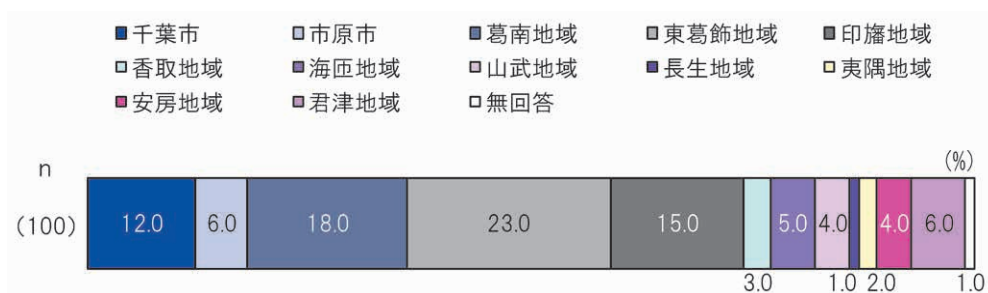 千葉市 市原市 葛南地域 東葛飾地域 印旛地域
香取地域 海匝地域 山武地域 長生地域 夷隅地域
安房地域 君津地域 無回答
n (%)
(100) 12.0 6.0 18.0 23.0 15.0 5.0 4.0 4.0 6.0
3.0 1.0 2.0 1.0